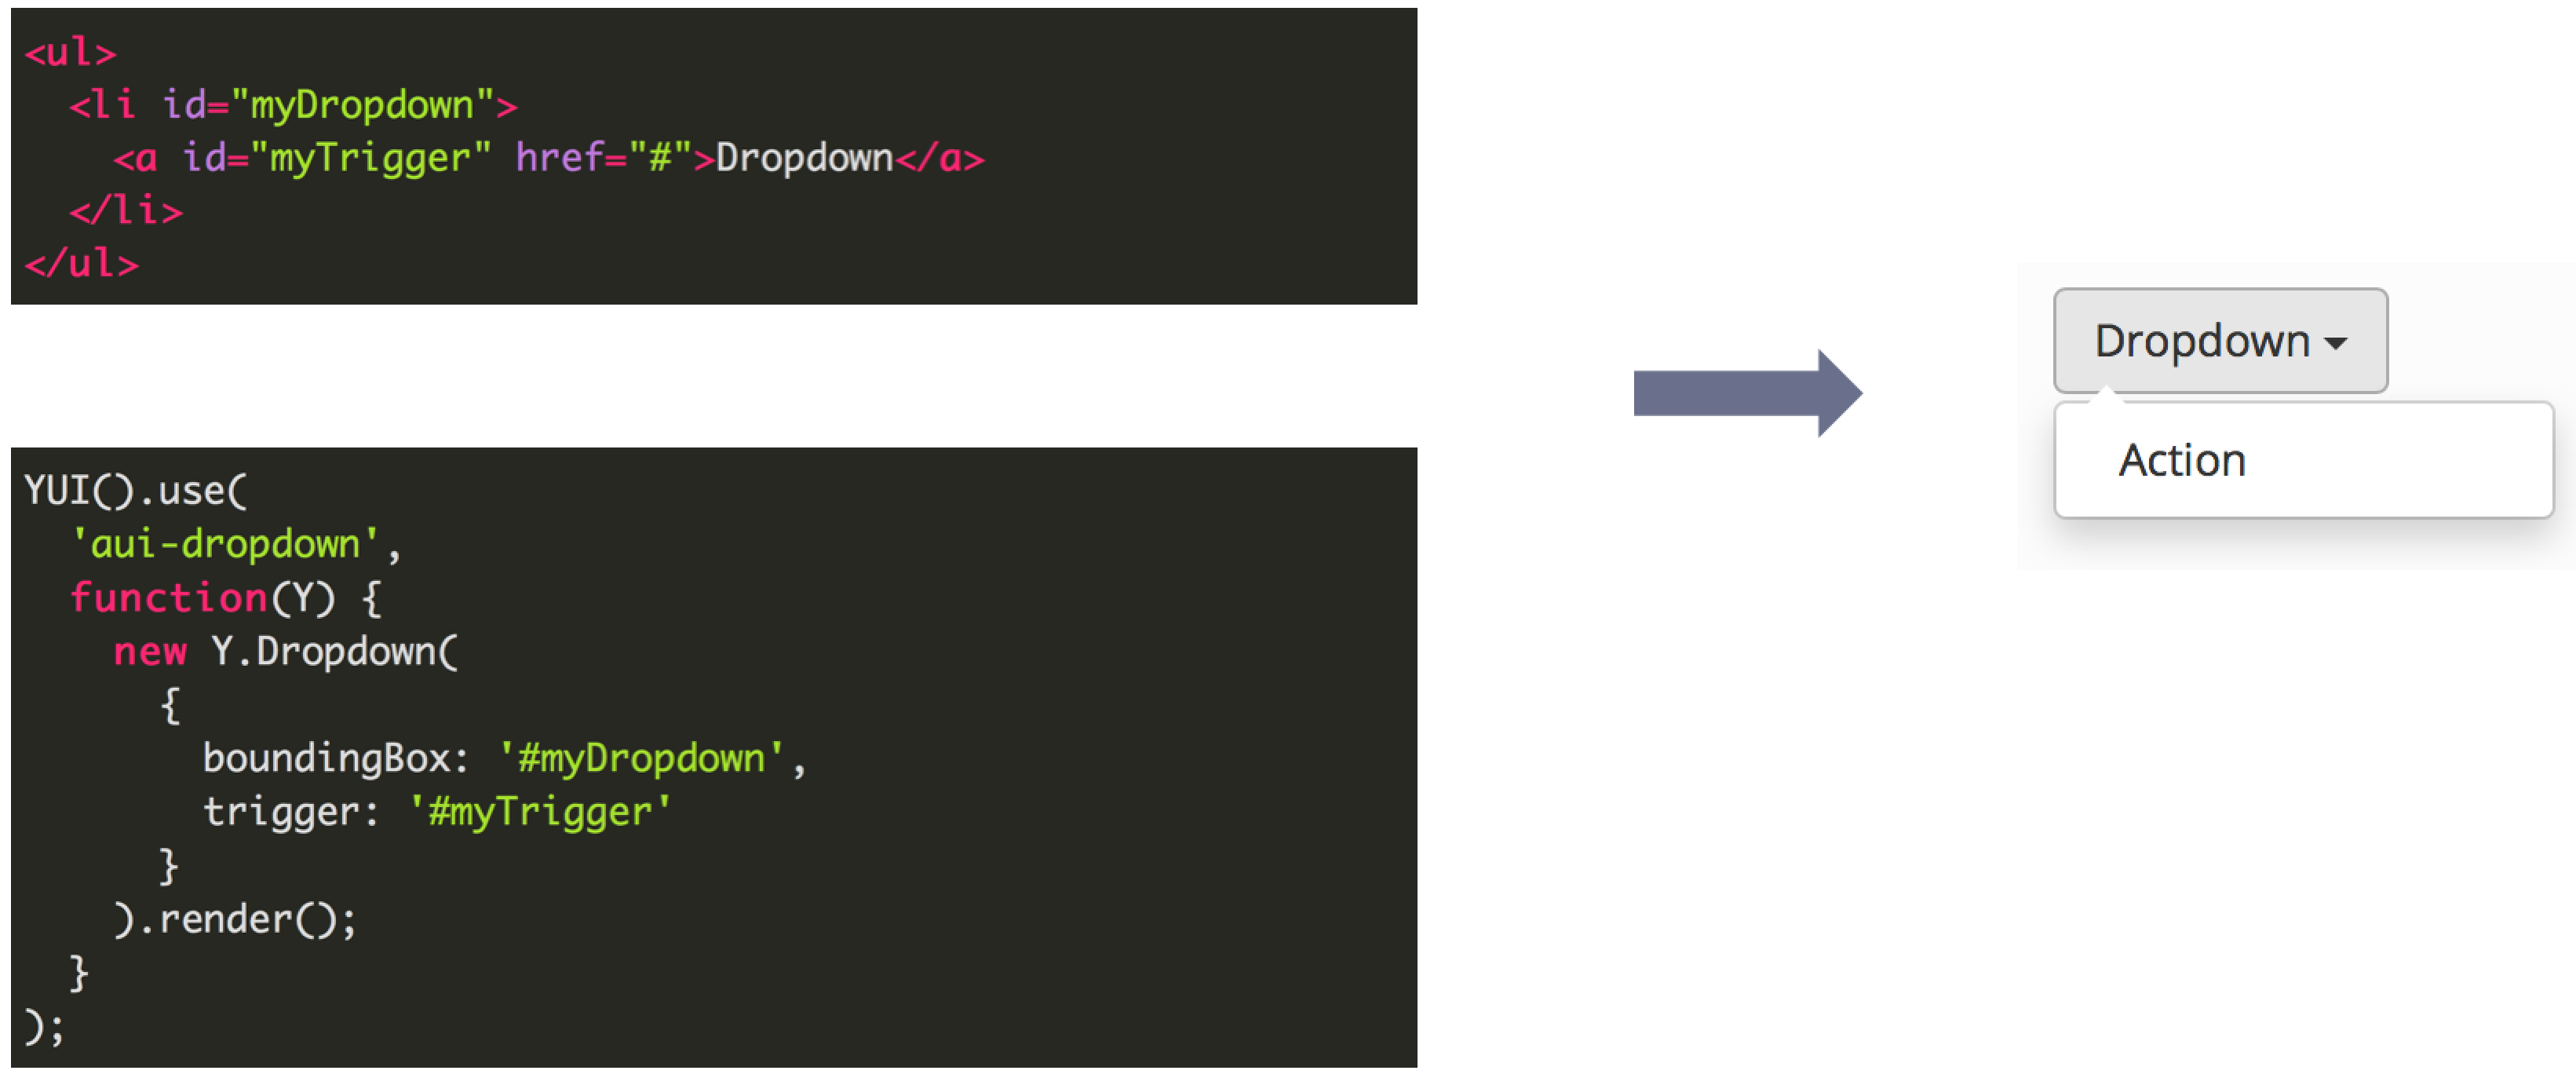 <ul>
  <li id="myDropdown">
    <a id="myTrigger" href="#">Dropdown</a>
  </li>
</ul>
YUI().use(
  'aui-dropdown',
  function(Y) {
    new Y.Dropdown(
      {
        boundingBox: '#myDropdown',
        trigger: '#myTrigger'
      }
    ).render();
  }
);
Dropdown
Action